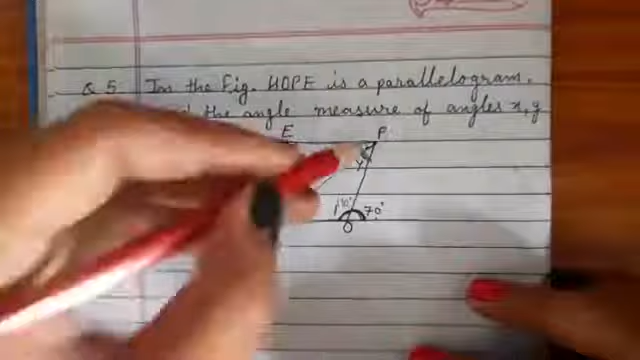 Q 5 In the Fig. HOPE is a parallelogram.
the angle measure of angles x, y
E P
y
110° 70°
O